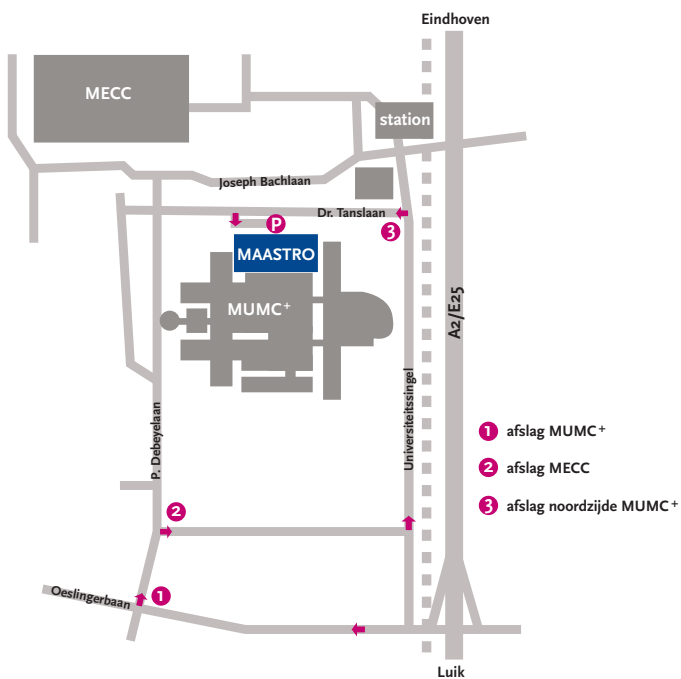 Eindhoven
MECC
station
Joseph Bachlaan
Dr. Tanslaan
P
3
MAASTRO
MUMC+
A2/E25
P. Debeyelaan
Universiteitssingel
1 afslag MUMC+
2 afslag MECC
3 afslag noordzijde MUMC+
2
Oeslingerbaan
1
Luik